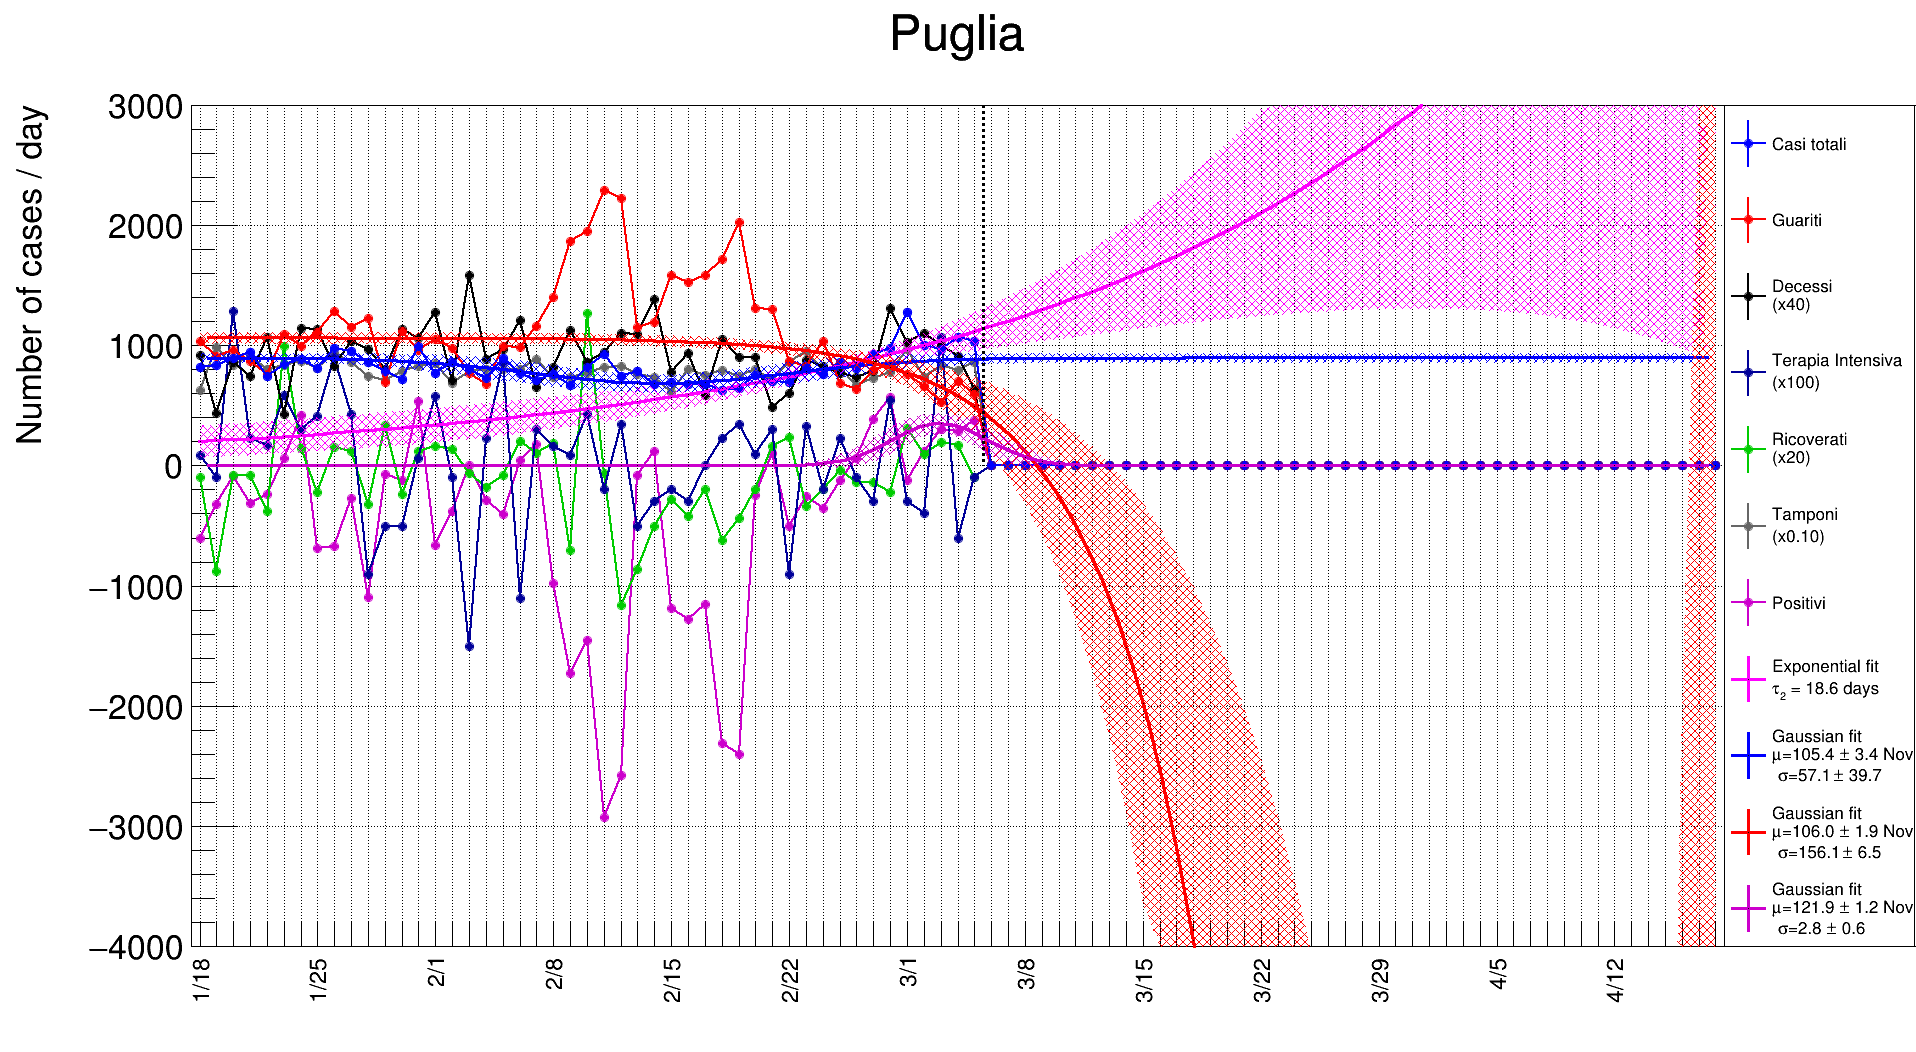 Puglia
Number of cases / day
3000
2000
1000
0
−1000
−2000
−3000
−4000
1/18
1/25
2/1
2/8
2/15
2/22
3/1
3/8
3/15
3/22
3/29
4/5
4/12
Casi totali
Guariti
Decessi
(x40)
Terapia Intensiva
(x100)
Ricoverati
(x20)
Tamponi
(x0.10)
Positivi
Exponential fit
τ2 = 18.6 days
Gaussian fit
μ=105.4 ± 3.4 Nov
σ=57.1 ± 39.7
Gaussian fit
μ=106.0 ± 1.9 Nov
σ=156.1 ± 6.5
Gaussian fit
μ=121.9 ± 1.2 Nov
σ=2.8 ± 0.6